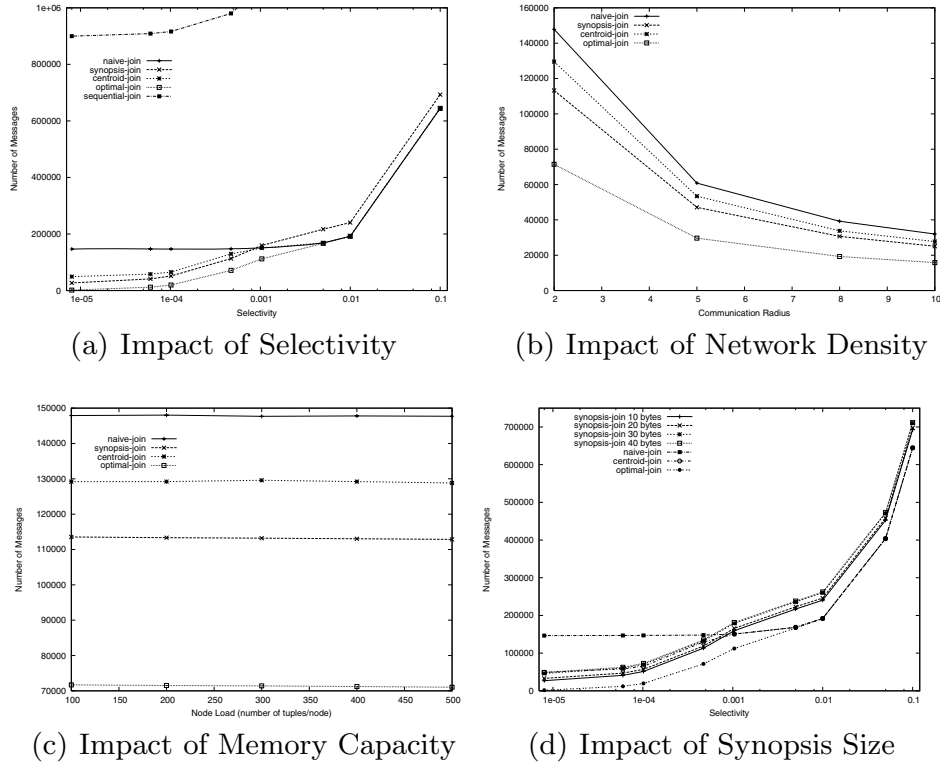 1e+06
800000
600000
400000
200000
0
Number of Messages
naive-join
synopsis-join
centroid-join
optimal-join
sequential-join
1e-05 1e-04 0.001 0.01 0.1
Selectivity
(a) Impact of Selectivity
160000
140000
120000
100000
80000
60000
40000
20000
0
Number of Messages
naive-join
synopsis-join
centroid-join
optimal-join
2 3 4 5 6 7 8 9 10
Communication Radius
(b) Impact of Network Density
150000
140000
130000
120000
110000
100000
90000
80000
70000
Number of Messages
naive-join
synopsis-join
centroid-join
optimal-join
100 150 200 250 300 350 400 450 500
Node Load (number of tuples/node)
(c) Impact of Memory Capacity
700000
600000
500000
400000
300000
200000
100000
0
Number of Messages
synopsis-join 10 bytes
synopsis-join 20 bytes
synopsis-join 30 bytes
synopsis-join 40 bytes
naive-join
centroid-join
optimal-join
1e-05 1e-04 0.001 0.01 0.1
Selectivity
(d) Impact of Synopsis Size